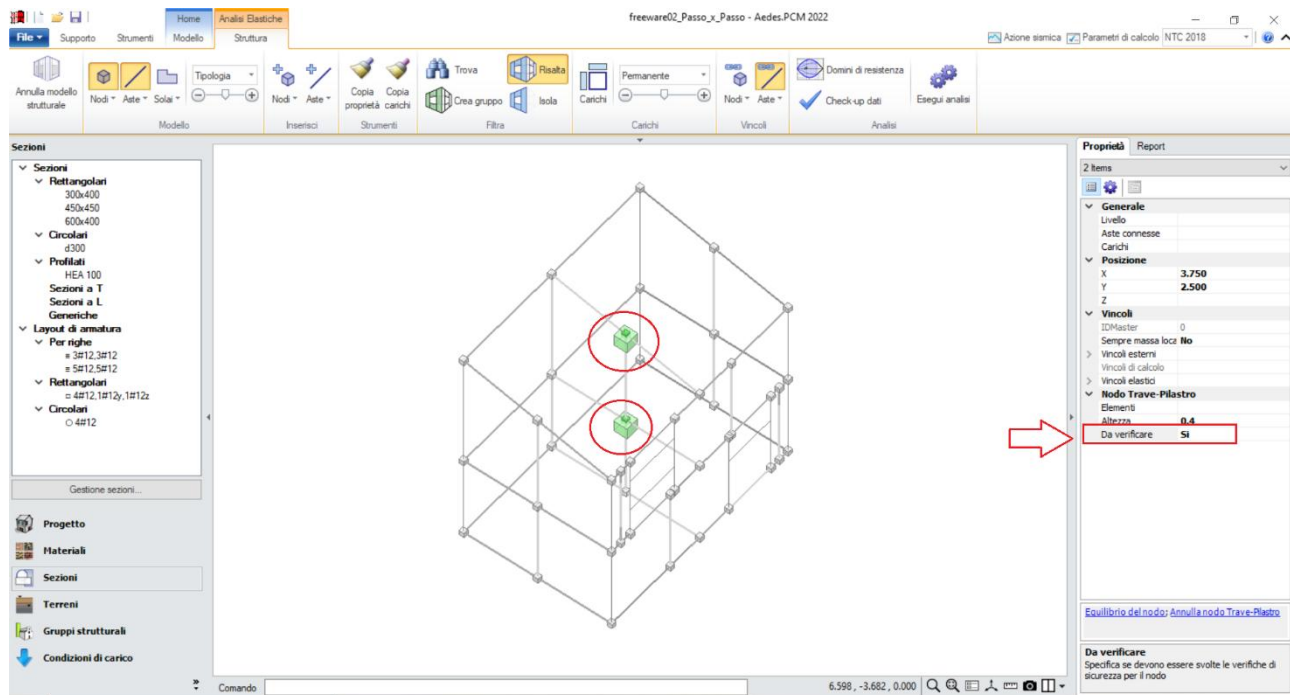 freeware02_Passo_x_Passo - Aedes.PCM 2022
Home
Analisi Elastiche
File
Supporto
Strumenti
Modello
Struttura
Azione sismica
Parametri di calcolo
NTC 2018
Annulla modello
strutturale
Nodi
Aste
Solai
Tipologia
Modello
Nodi
Aste
Inserisci
Copia
proprietà
Copia
carichi
Strumenti
Trova
Crea gruppo
Risalta
Isola
Filtra
Carichi
Permanente
Carichi
Nodi
Aste
Vincoli
Domini di resistenza
Check-up dati
Esegui analisi
Analisi
Sezioni
Sezioni
Rettangolari
300x400
450x450
600x400
Circolari
d300
Profilati
HEA 100
Sezioni a T
Sezioni a L
Generiche
Layout di armatura
Per righe
3#12,3#12
5#12,5#12
Rettangolari
4#12,1#12y,1#12z
Circolari
4#12
Gestione sezioni...
Progetto
Materiali
Sezioni
Terreni
Gruppi strutturali
Condizioni di carico
Comando
6.598 , -3.682 , 0.000
Proprietà Report
2 Items
Generale
Livello
Aste connesse
Carichi
Posizione
X 3.750
Y 2.500
Z
Vincoli
IDMaster 0
Sempre massa loca No
Vincoli esterni
Vincoli di calcolo
Vincoli elastici
Nodo Trave-Pilastro
Elementi
Altezza 0.4
Da verificare Sì
Equilibrio del nodo; Annulla nodo Trave-Pilastro
Da verificare
Specifica se devono essere svolte le verifiche di
sicurezza per il nodo